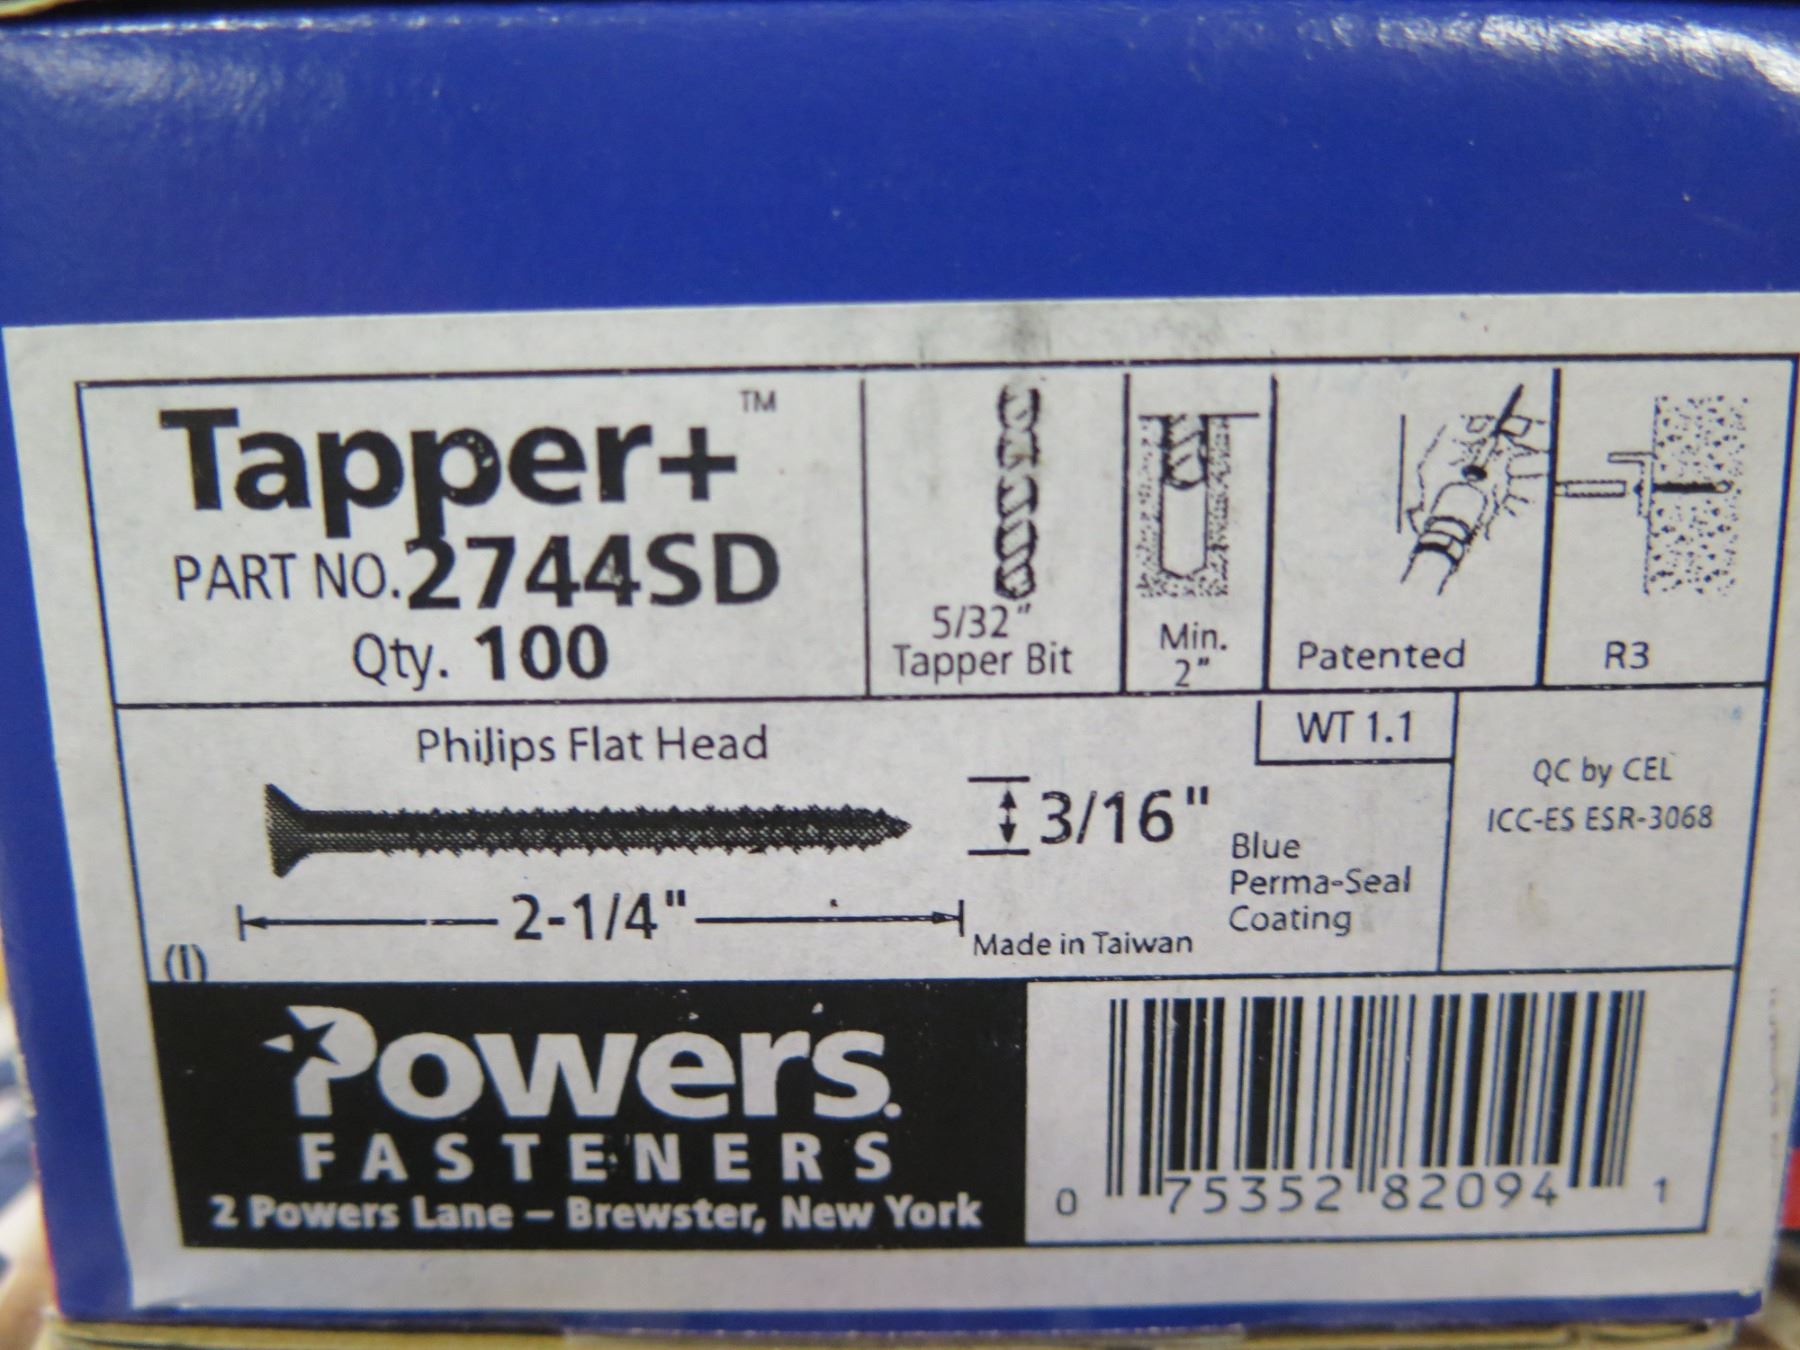 Tapper+™
PART NO. 2744SD
Qty. 100
5/32"
Tapper Bit
Min.
2"
Patented
R3
Philips Flat Head
WT 1.1
QC by CEL
ICC-ES ESR-3068
3/16"
Blue
Perma-Seal
Coating
2-1/4"
Made in Taiwan
(I)
Powers.
FASTENERS
2 Powers Lane – Brewster, New York
0 75352 82094 1